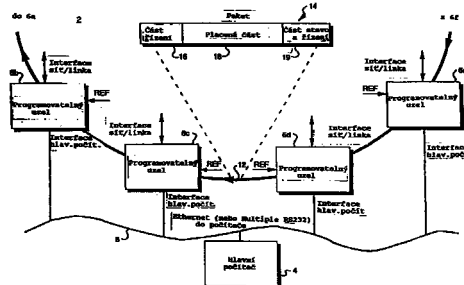 do 6a
2
Paket
14
z 6f
Část řízení
Placená část
Část stavu a řízení
16
18
19
6b
Interface síť/linka
Programovatelný uzel
REF
Interface hlav.počít.
Interface síť/linka
6c
Programovatelný uzel
REF
12
REF
Interface síť/linka
6d
Programovatelný uzel
Interface síť/linka
REF
Programovatelný uzel
Interface hlav.počít.
Interface hlav.počít.
Interface hlav.počít.
Ethernet (nebo Multiple RS232) do počítače
8
Hlavní počítač
4